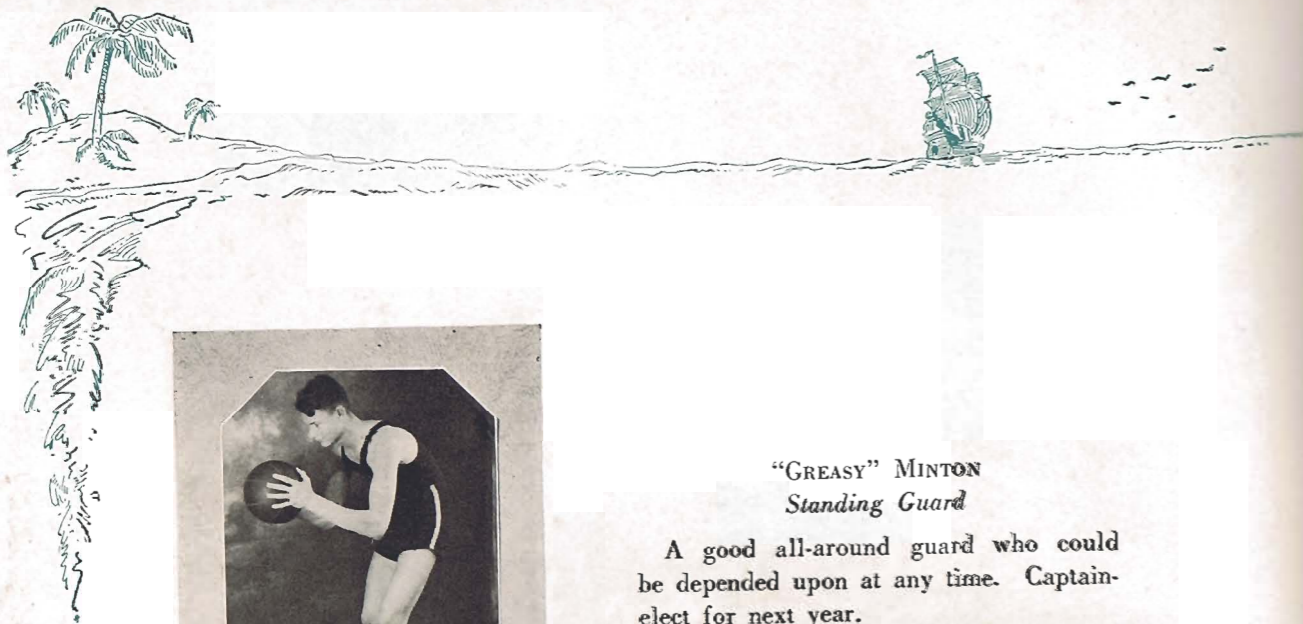 “GREASY” MINTON
Standing Guard
A good all-around guard who could
be depended upon at any time. Captain-
elect for next year.